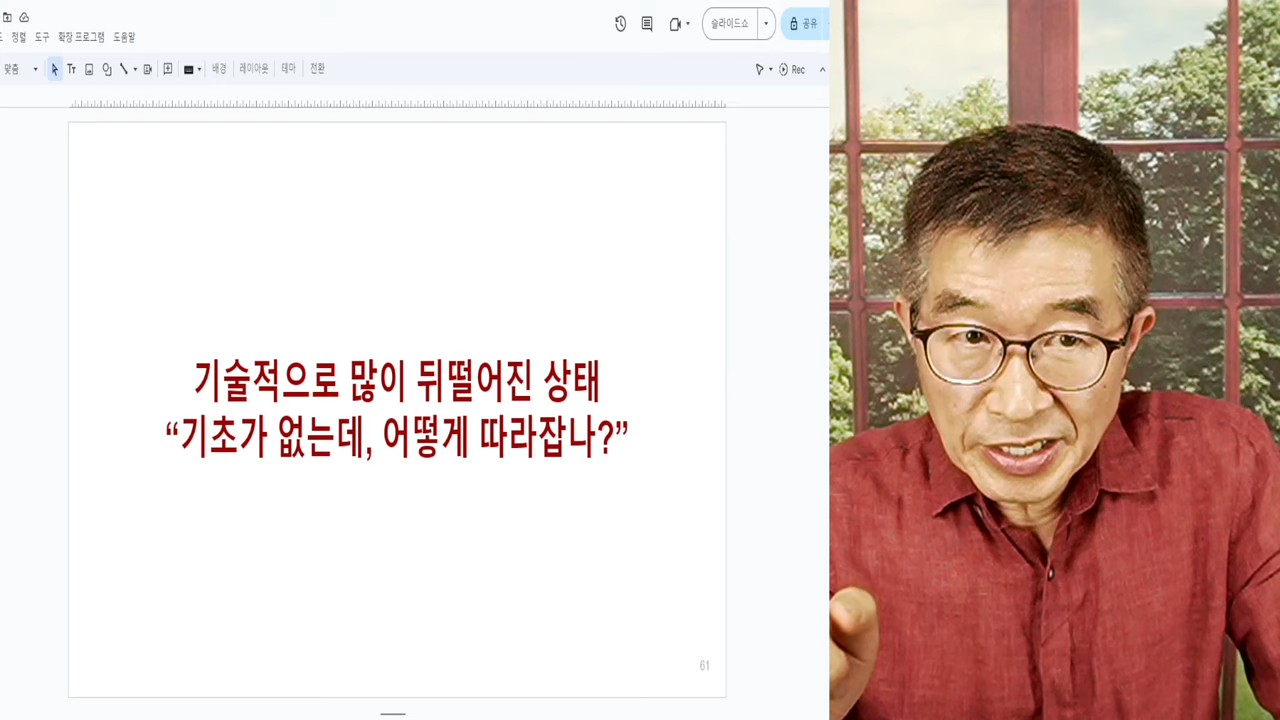 정렬 도구 확장 프로그램 도움말
슬라이드쇼
공유
맞춤
Tт
배경 레이아웃 테마 전환
Rec
기술적으로 많이 뒤떨어진 상태
“기초가 없는데, 어떻게 따라잡나?”
61